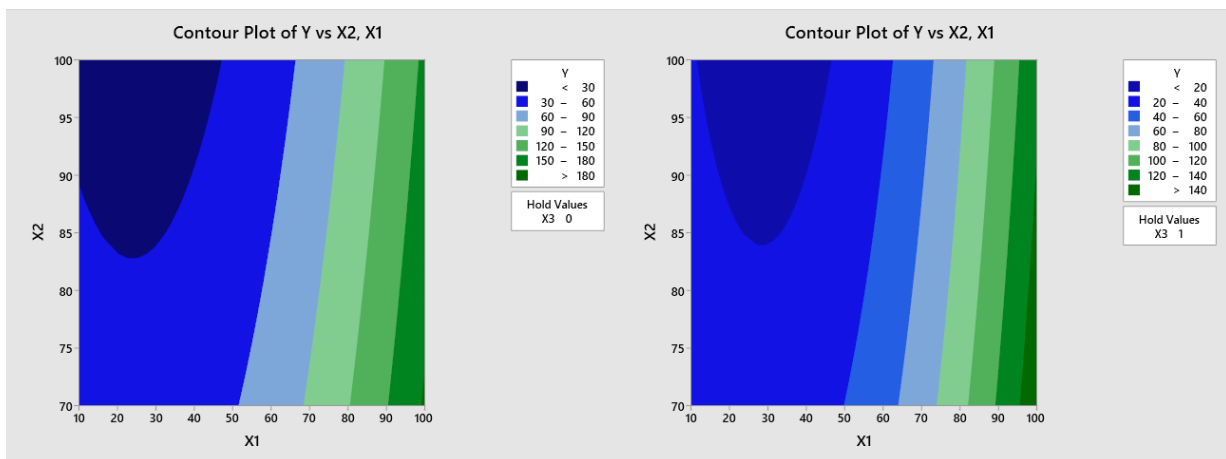 Contour Plot of Y vs X2, X1
100
95
90
85
80
75
70
X2
10 20 30 40 50 60 70 80 90 100
X1
Y
< 30
30 – 60
60 – 90
90 – 120
120 – 150
150 – 180
> 180
Hold Values
X3 0
Contour Plot of Y vs X2, X1
100
95
90
85
80
75
70
X2
10 20 30 40 50 60 70 80 90 100
X1
Y
< 20
20 – 40
40 – 60
60 – 80
80 – 100
100 – 120
120 – 140
> 140
Hold Values
X3 1